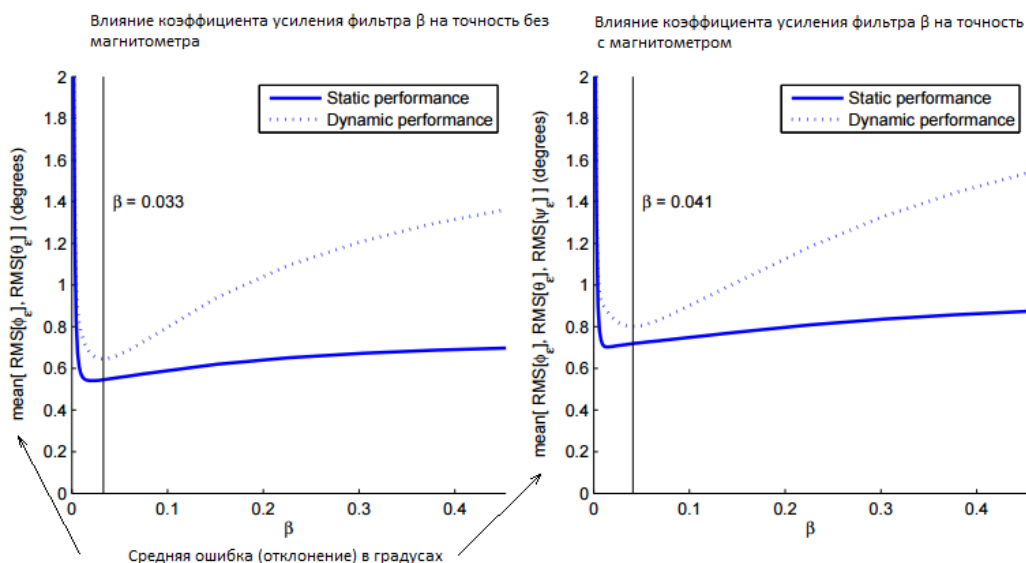 Влияние коэффициента усиления фильтра β на точность без
магнитометра
mean[ RMS[ϕε], RMS[θε] ] (degrees)
2
1.8
1.6
1.4
1.2
1
0.8
0.6
0.4
0.2
0
Static performance
Dynamic performance
β = 0.033
0 0.1 0.2 0.3 0.4
β
Влияние коэффициента усиления фильтра β на точность
с магнитометром
mean[ RMS[ϕε], RMS[θε], RMS[ψε] ] (degrees)
2
1.8
1.6
1.4
1.2
1
0.8
0.6
0.4
0.2
0
Static performance
Dynamic performance
β = 0.041
0 0.1 0.2 0.3 0.4
β
Средняя ошибка (отклонение) в градусах